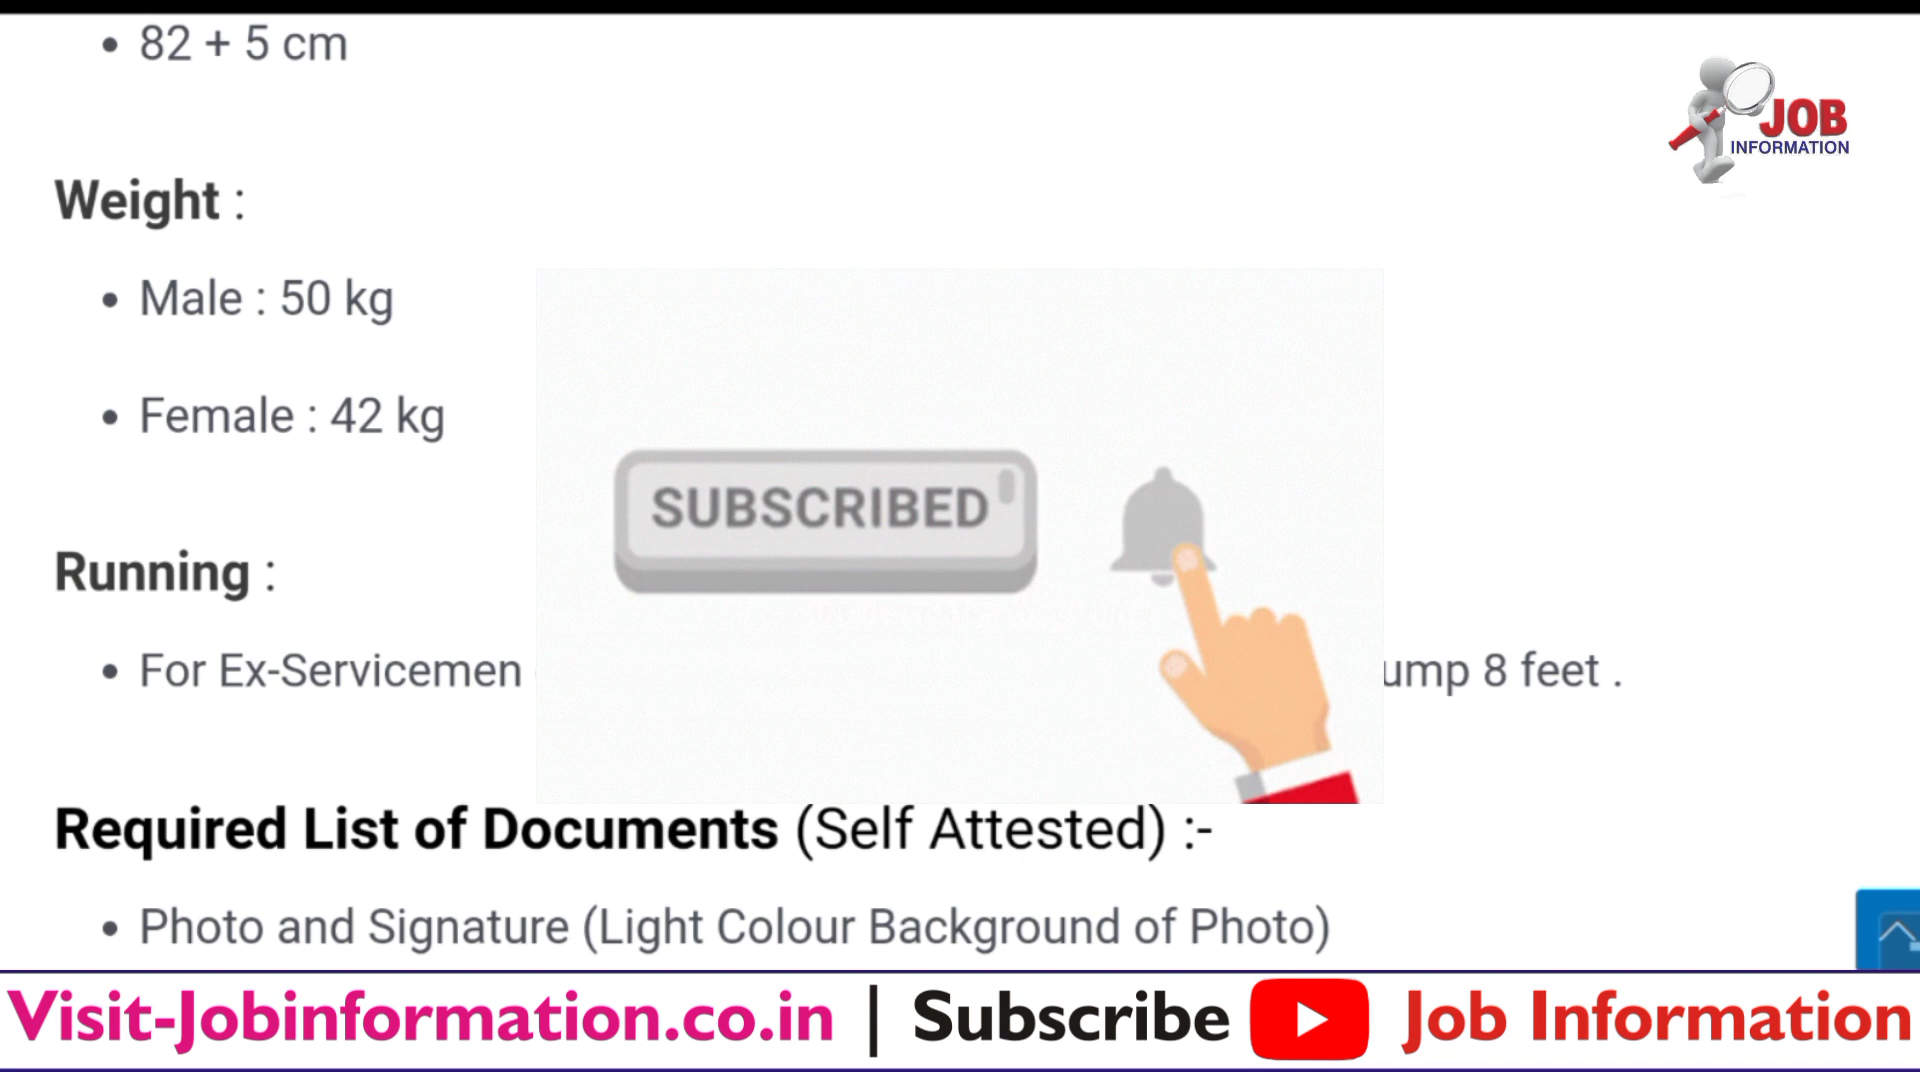 • 82 + 5 cm
JOB
INFORMATION
Weight :
• Male : 50 kg
• Female : 42 kg
SUBSCRIBED
Running :
• For Ex-Servicemen ump 8 feet .
Required List of Documents (Self Attested) :-
• Photo and Signature (Light Colour Background of Photo)
Visit-Jobinformation.co.in | Subscribe Job Information